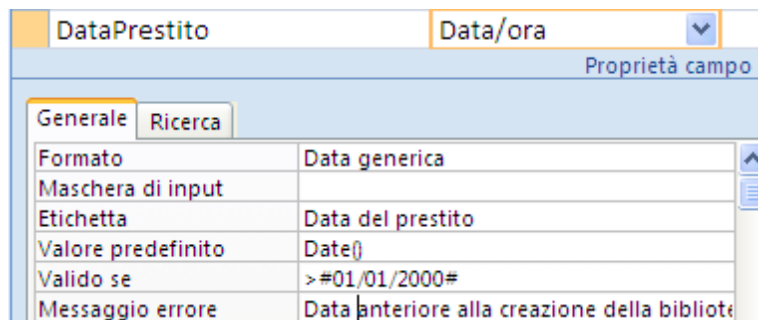 DataPrestito Data/ora
Proprietà campo
Generale Ricerca
Formato Data generica
Maschera di input
Etichetta Data del prestito
Valore predefinito Date()
Valido se >#01/01/2000#
Messaggio errore Data anteriore alla creazione della bibliote